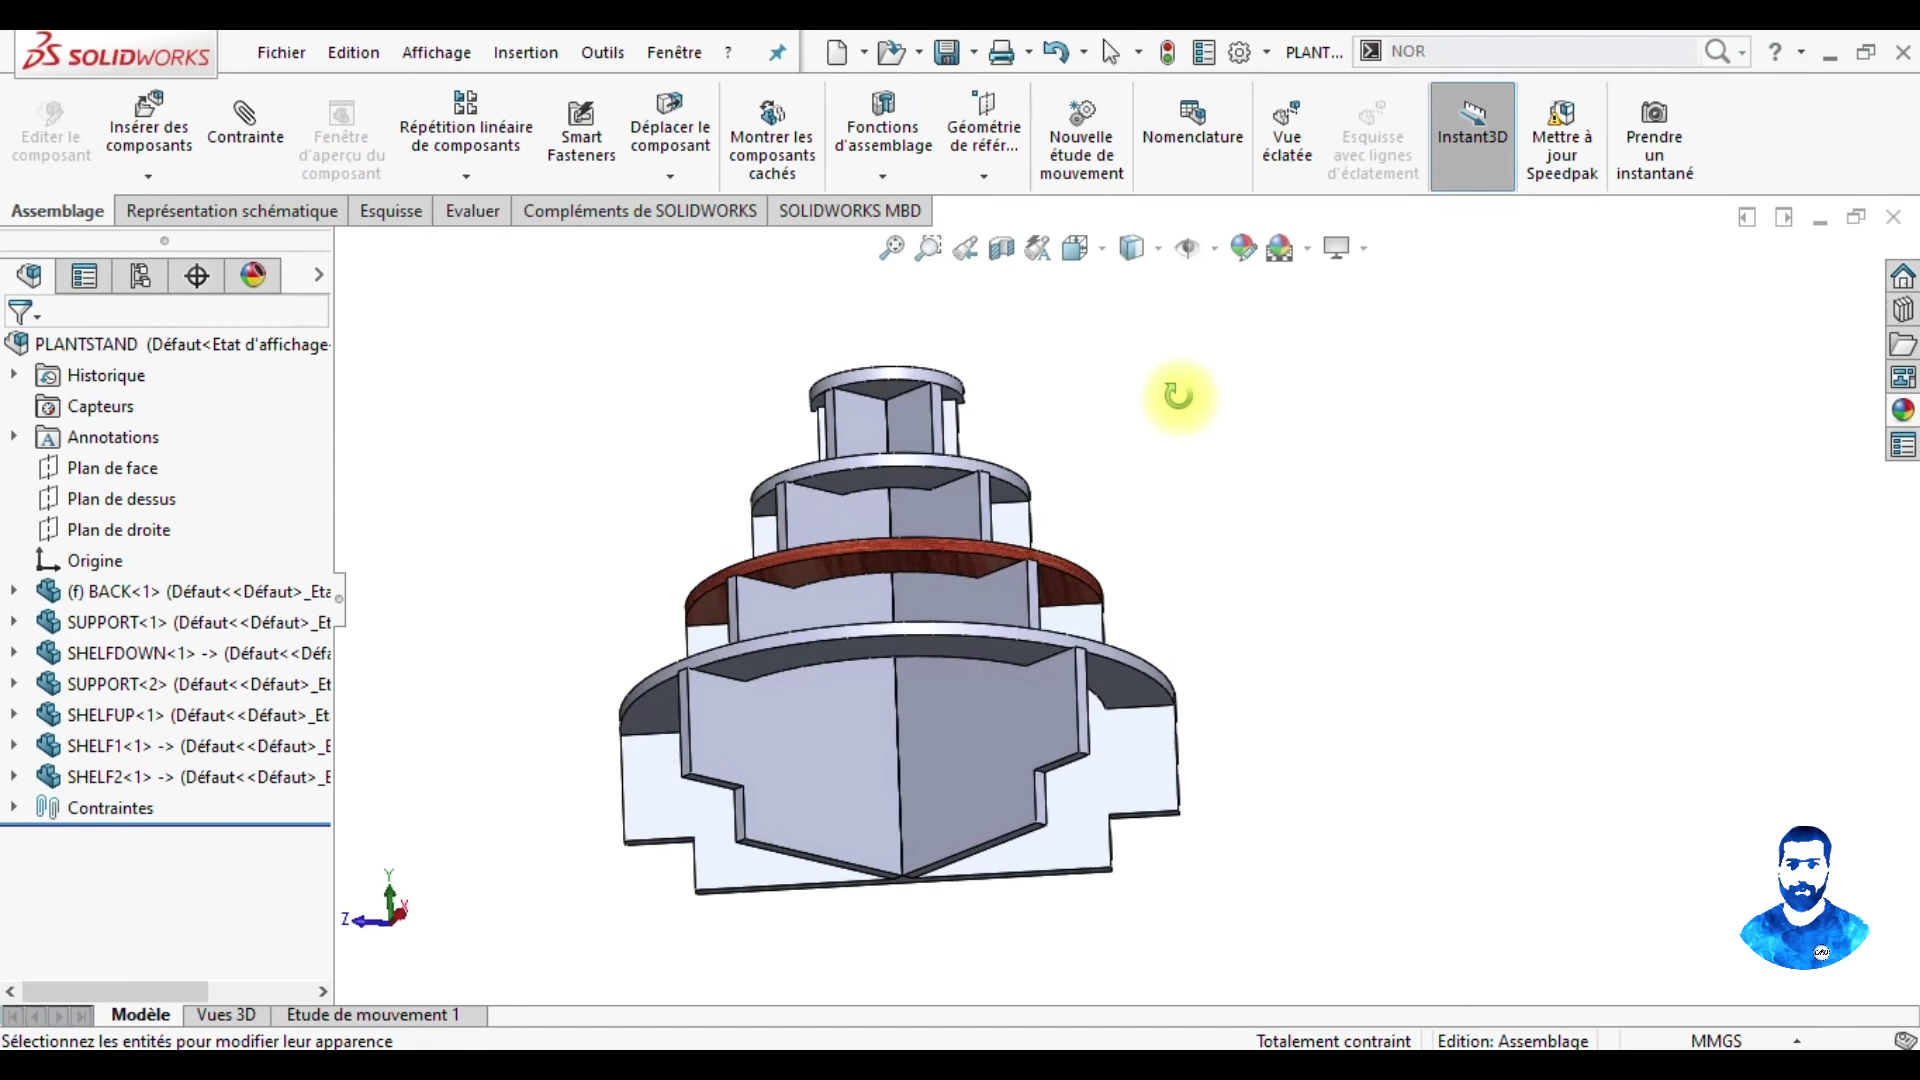 SOLIDWORKS
Fichier Edition Affichage Insertion Outils Fenêtre ?
PLANT... NOR ?
Editer le composant
Insérer des composants
Contrainte
Fenêtre d'aperçu du composant
Répétition linéaire de composants
Smart Fasteners
Déplacer le composant
Montrer les composants cachés
Fonctions d'assemblage
Géométrie de référ...
Nouvelle étude de mouvement
Nomenclature
Vue éclatée
Esquisse avec lignes d'éclatement
Instant3D
Mettre à jour Speedpak
Prendre un instantané
Assemblage Représentation schématique Esquisse Evaluer Compléments de SOLIDWORKS SOLIDWORKS MBD
PLANTSTAND (Défaut<Etat d'affichage-
Historique
Capteurs
Annotations
Plan de face
Plan de dessus
Plan de droite
Origine
(f) BACK<1> (Défaut<<Défaut>_Eta
SUPPORT<1> (Défaut<<Défaut>_Et
SHELFDOWN<1> -> (Défaut<<Défa
SUPPORT<2> (Défaut<<Défaut>_Et
SHELFUP<1> (Défaut<<Défaut>_Et
SHELF1<1> -> (Défaut<<Défaut>_E
SHELF2<1> -> (Défaut<<Défaut>_E
Contraintes
Y
Z
X
Modèle Vues 3D Etude de mouvement 1
Sélectionnez les entités pour modifier leur apparence
Totalement contraint Edition: Assemblage MMGS